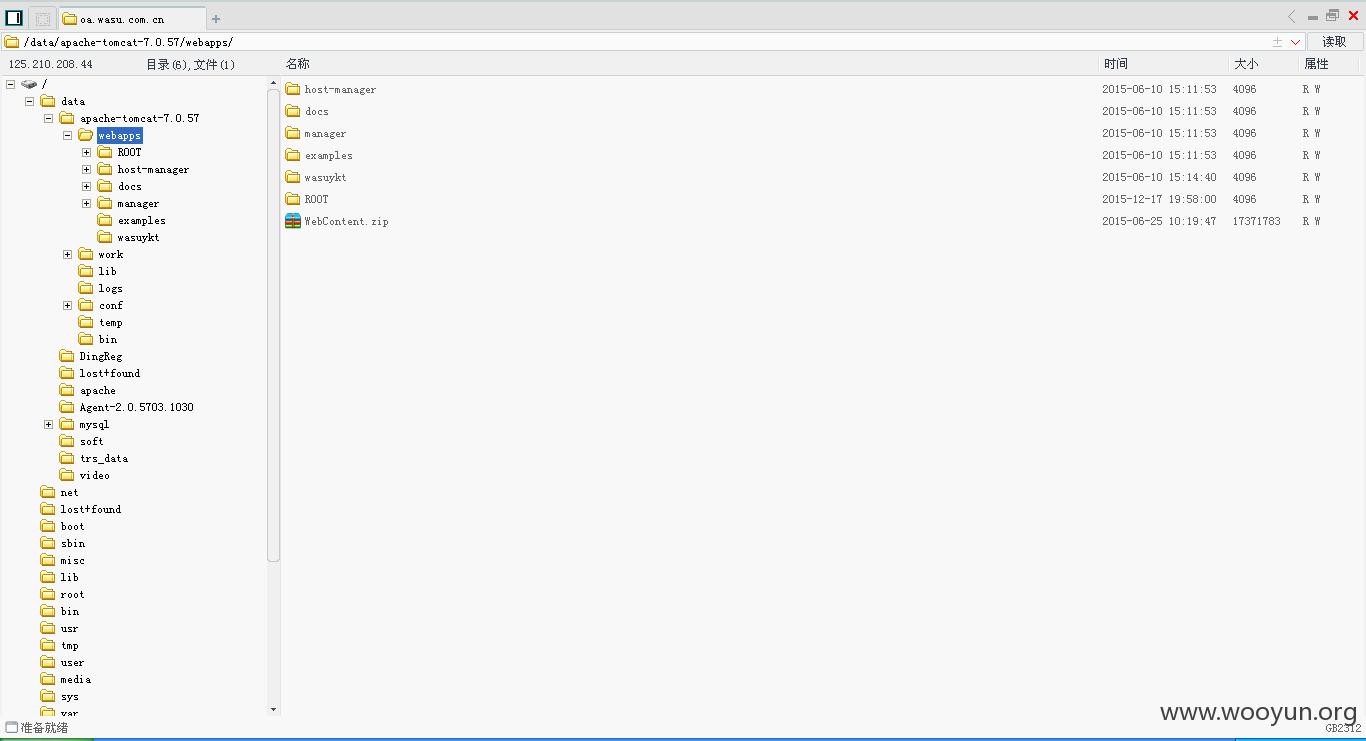 oa.wasu.com.cn
/data/apache-tomcat-7.0.57/webapps/ 读取
125.210.208.44 目录(6),文件(1)
名称 时间 大小 属性
/
data
apache-tomcat-7.0.57
webapps
ROOT
host-manager
docs
manager
examples
wasuykt
work
lib
logs
conf
temp
bin
DingReg
lost+found
apache
Agent-2.0.5703.1030
mysql
soft
trs_data
video
net
lost+found
boot
sbin
misc
lib
root
bin
usr
tmp
user
media
sys
var
host-manager 2015-06-10 15:11:53 4096 R W
docs 2015-06-10 15:11:53 4096 R W
manager 2015-06-10 15:11:53 4096 R W
examples 2015-06-10 15:11:53 4096 R W
wasuykt 2015-06-10 15:14:40 4096 R W
ROOT 2015-12-17 19:58:00 4096 R W
WebContent.zip 2015-06-25 10:19:47 17371783 R W
www.wooyun.org
准备就绪
GB2312